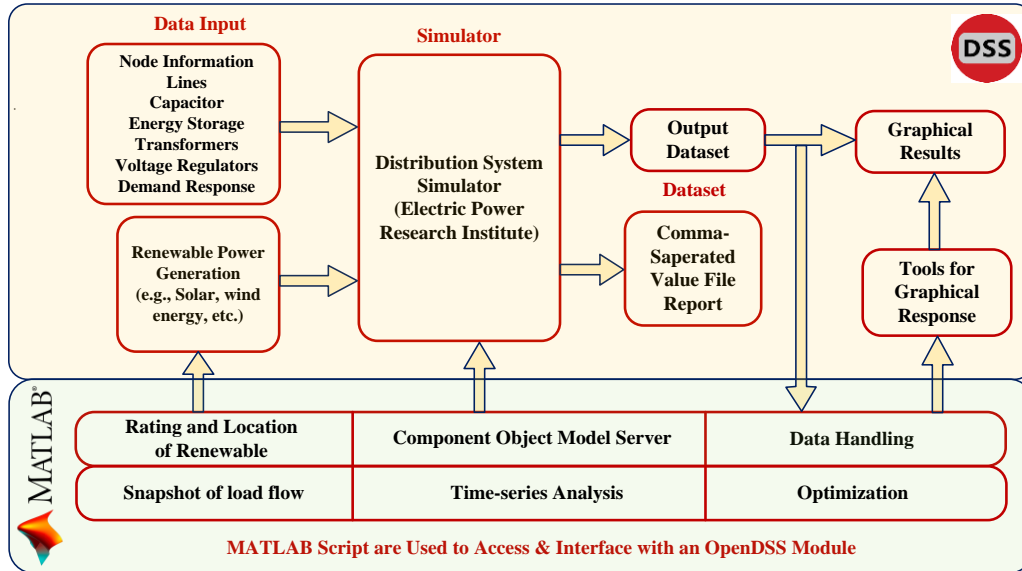 Data Input
Simulator
DSS
Node Information
Lines
Capacitor
Energy Storage
Transformers
Voltage Regulators
Demand Response
Renewable Power
Generation
(e.g., Solar, wind
energy, etc.)
Distribution System
Simulator
(Electric Power
Research Institute)
Output
Dataset
Dataset
Comma-
Saperated
Value File
Report
Graphical
Results
Tools for
Graphical
Response
MATLAB®
Rating and Location
of Renewable
Component Object Model Server
Data Handling
Snapshot of load flow
Time-series Analysis
Optimization
MATLAB Script are Used to Access & Interface with an OpenDSS Module